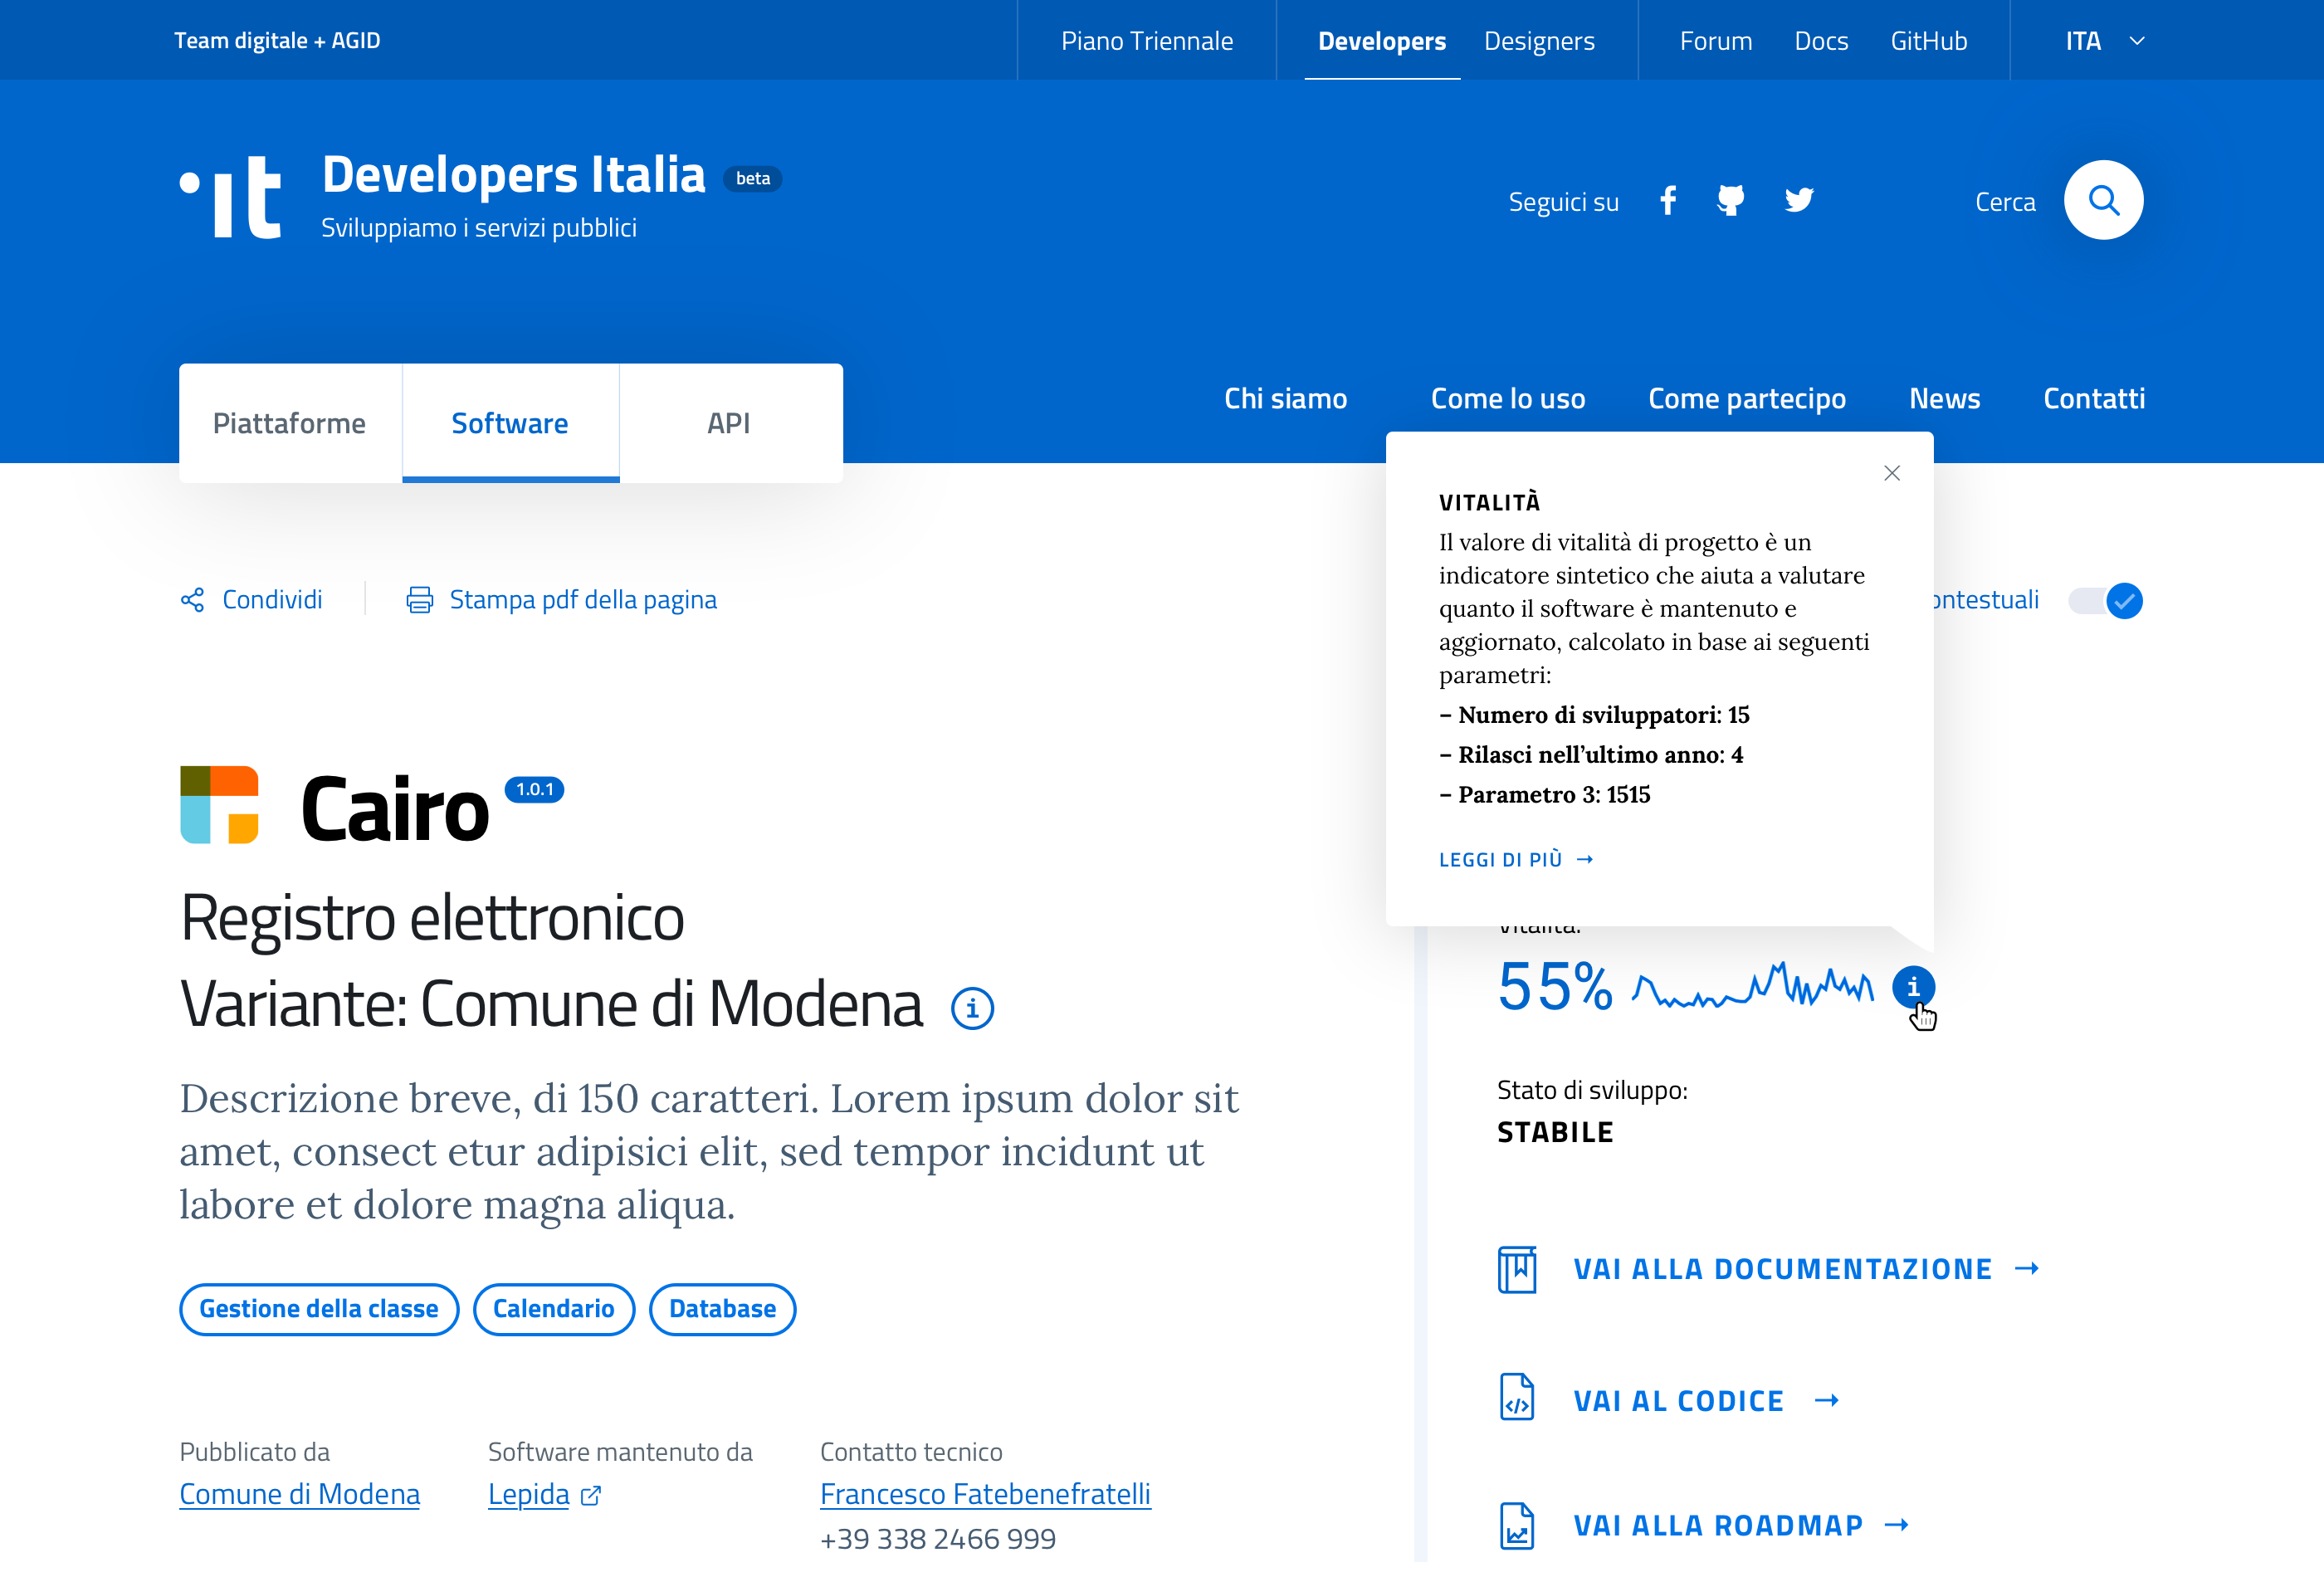 Team digitale + AGID
Piano Triennale
Developers
Designers
Forum
Docs
GitHub
ITA
it
Developers Italia
beta
Sviluppiamo i servizi pubblici
Seguici su
Cerca
Piattaforme
Software
API
Chi siamo
Come lo uso
Come partecipo
News
Contatti
Condividi
Stampa pdf della pagina
VITALITÀ
Il valore di vitalità di progetto è un
indicatore sintetico che aiuta a valutare
quanto il software è mantenuto e
aggiornato, calcolato in base ai seguenti
parametri:
– Numero di sviluppatori: 15
– Rilasci nell’ultimo anno: 4
– Parametro 3: 1515
LEGGI DI PIÙ →
Cairo
1.0.1
Registro elettronico
Variante: Comune di Modena
Descrizione breve, di 150 caratteri. Lorem ipsum dolor sit
amet, consect etur adipisici elit, sed tempor incidunt ut
labore et dolore magna aliqua.
Gestione della classe
Calendario
Database
Pubblicato da
Comune di Modena
Software mantenuto da
Lepida
Contatto tecnico
Francesco Fatebenefratelli
+39 338 2466 999
Vitalità:
55%
Stato di sviluppo:
STABILE
VAI ALLA DOCUMENTAZIONE →
VAI AL CODICE →
VAI ALLA ROADMAP →